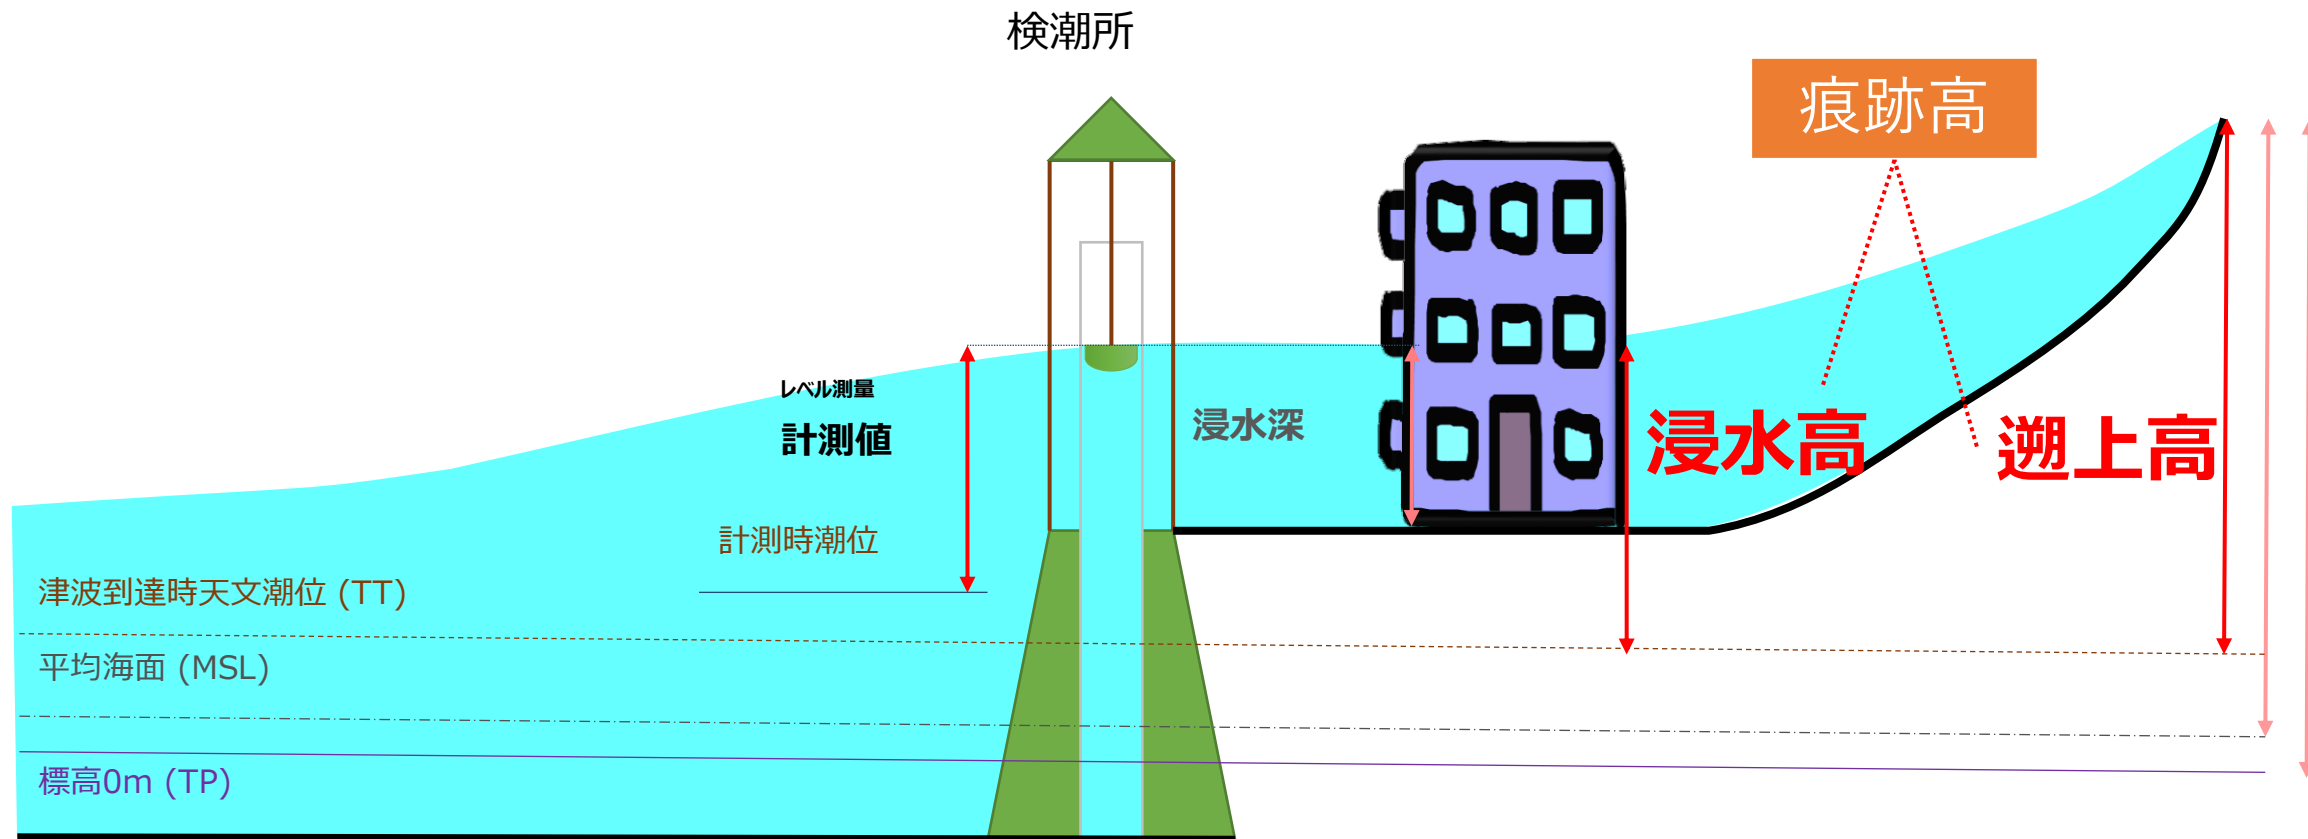 検潮所
痕跡高
レベル測量
計測値
浸水深
浸水高
遡上高
計測時潮位
津波到達時天文潮位 (TT)
平均海面 (MSL)
標高0m (TP)